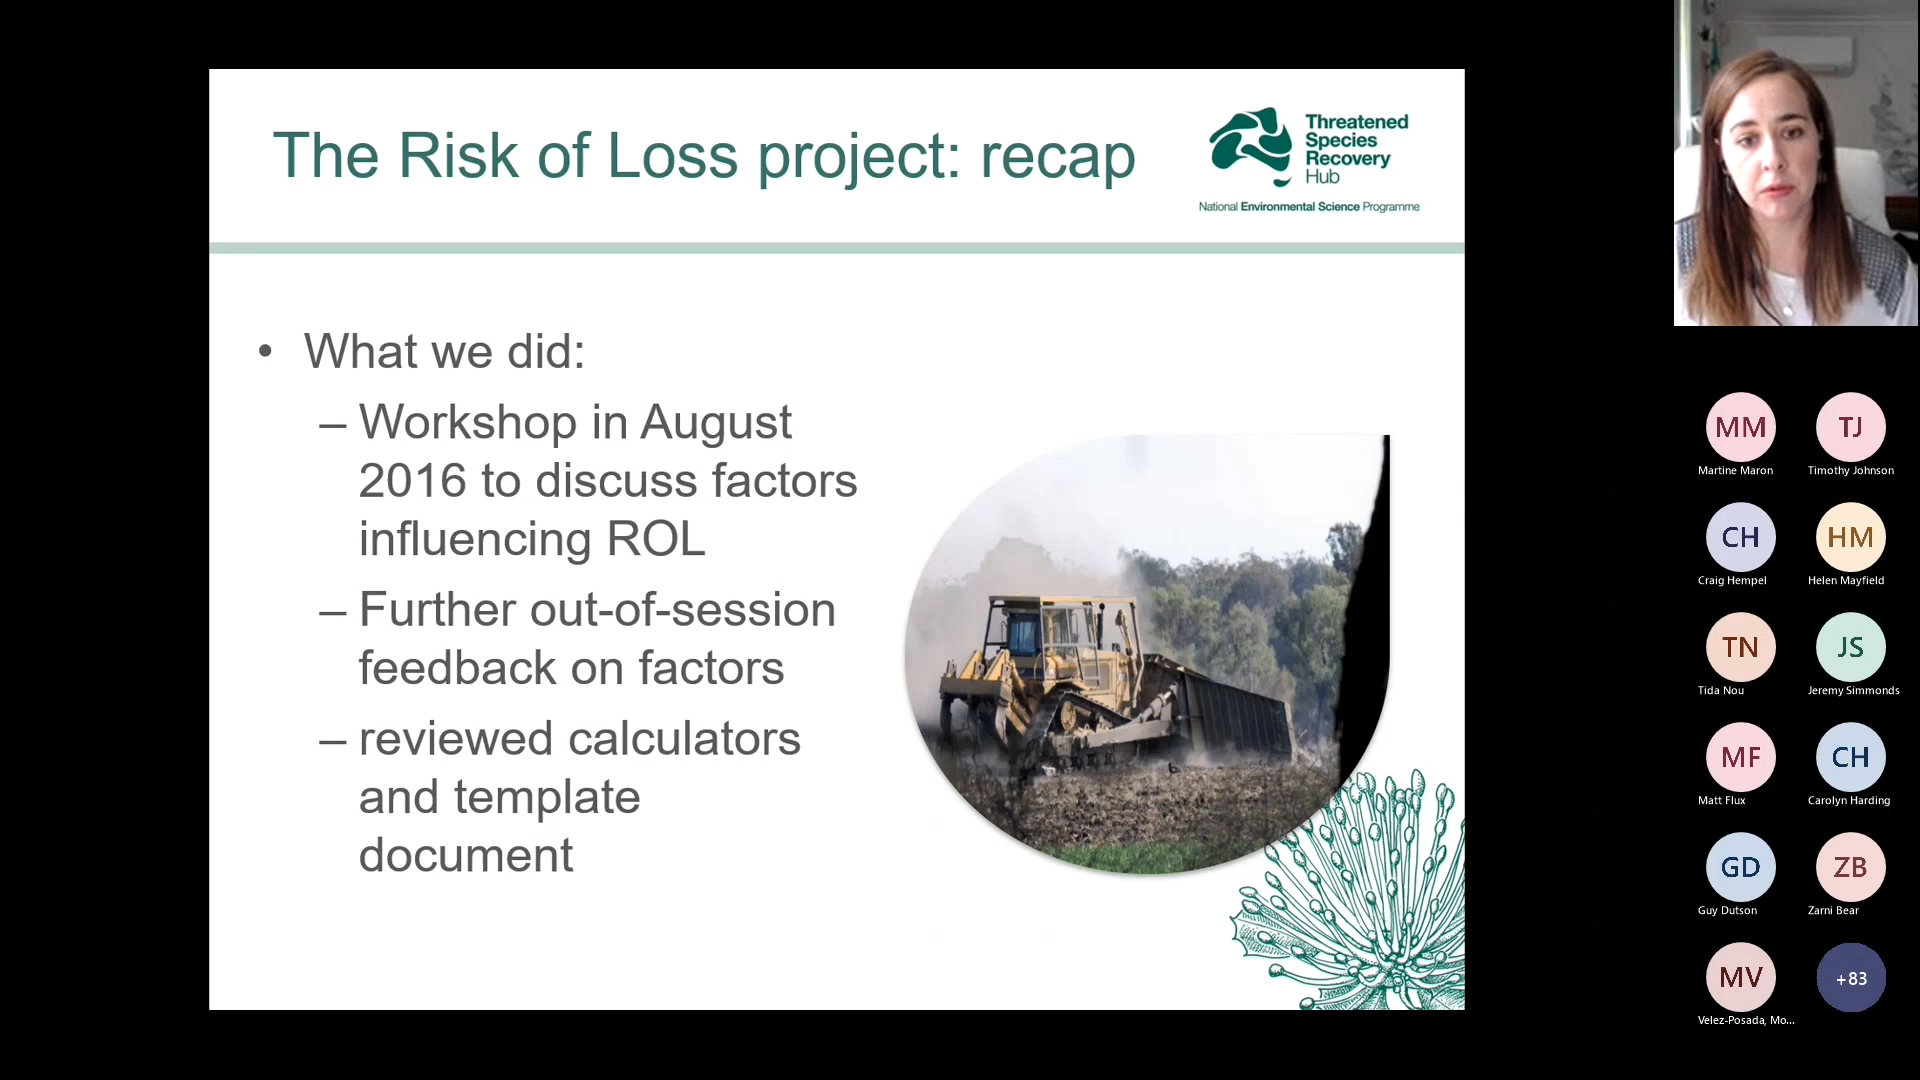 The Risk of Loss project: recap
Threatened
Species
Recovery
Hub
National Environmental Science Programme
• What we did:
– Workshop in August
2016 to discuss factors
influencing ROL
– Further out-of-session
feedback on factors
– reviewed calculators
and template
document
MM
Martine Maron
TJ
Timothy Johnson
CH
Craig Hempel
HM
Helen Mayfield
TN
Tida Nou
JS
Jeremy Simmonds
MF
Matt Flux
CH
Carolyn Harding
GD
Guy Dutson
ZB
Zarni Bear
MV
Velez-Posada, Mo...
+83